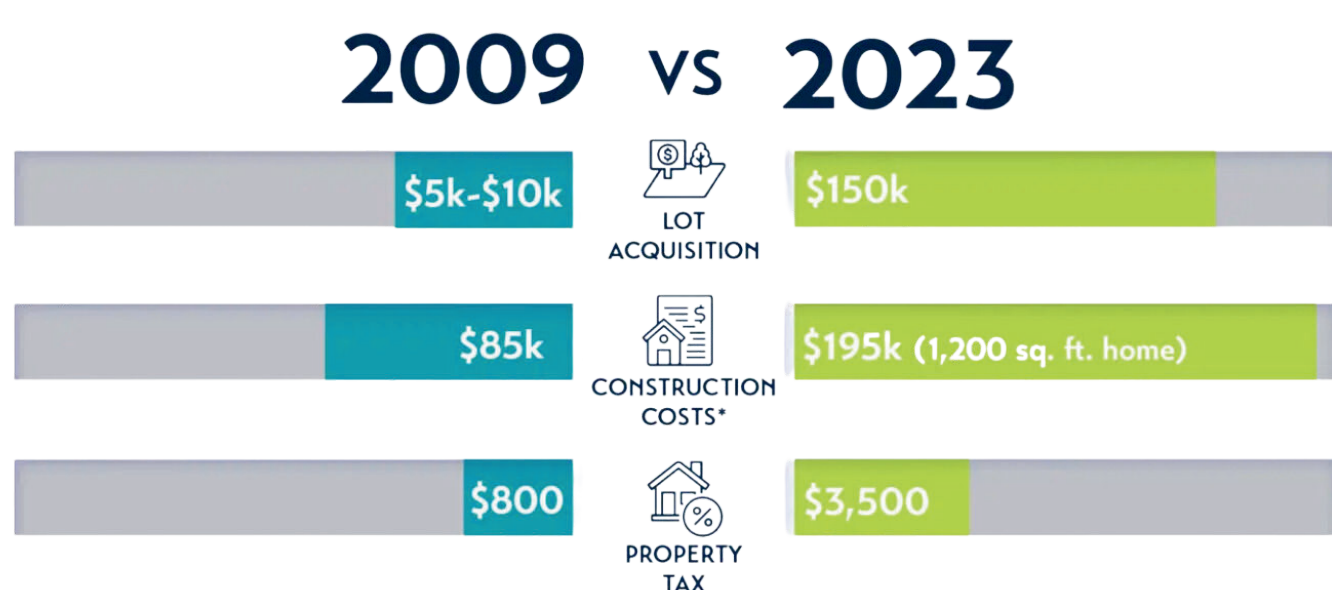 2009 VS 2023
$5k-$10k
LOT
ACQUISITION
$150k
$85k
CONSTRUCTION
COSTS*
$195k (1,200 sq. ft. home)
$800
PROPERTY
TAX
$3,500